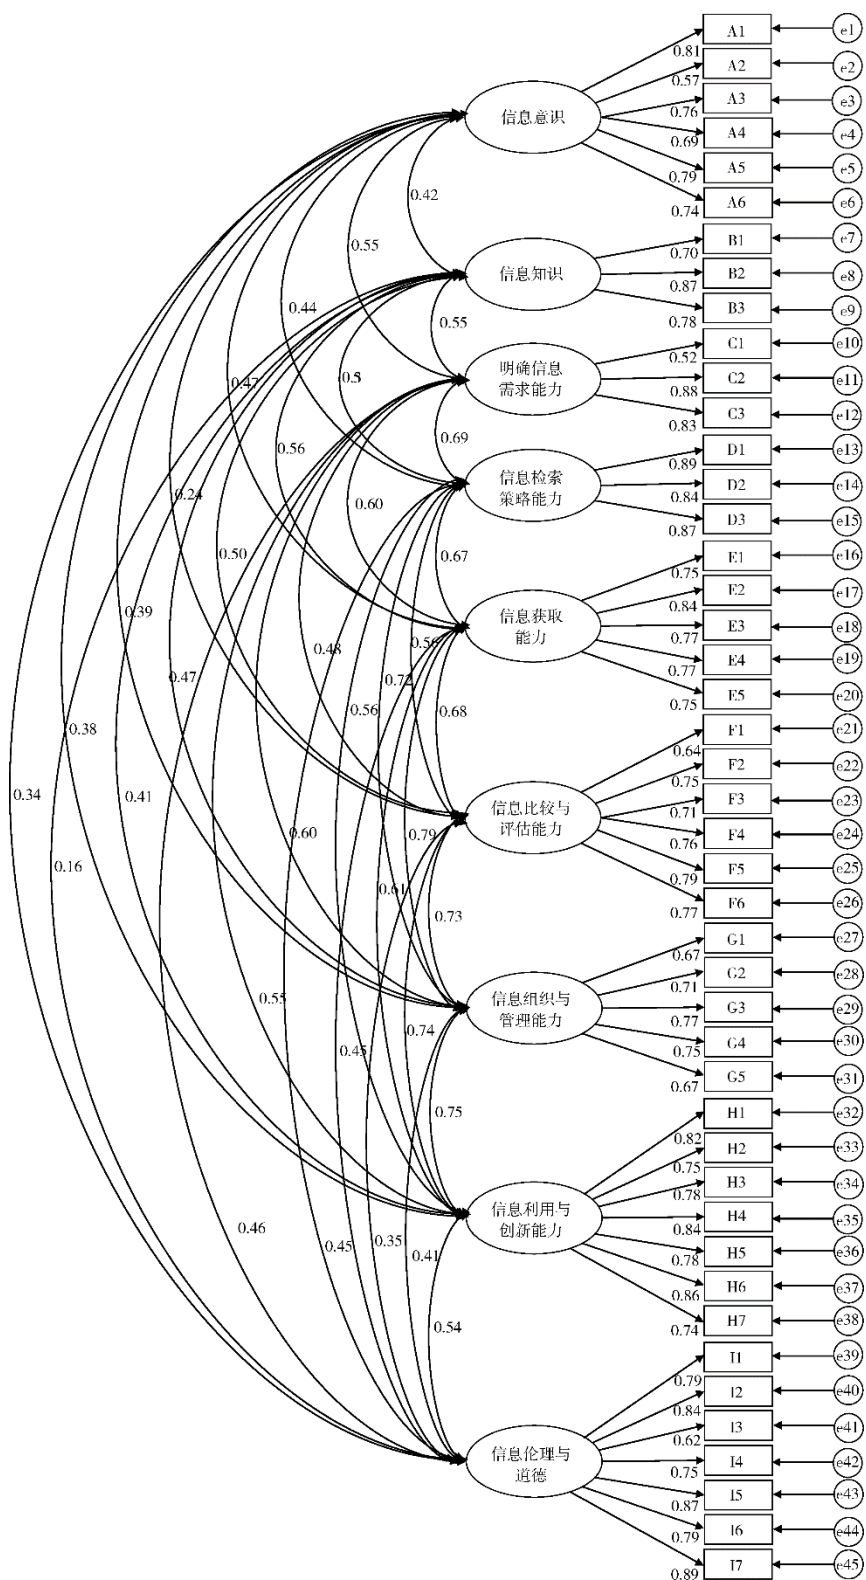 A1
e1
0.81
A2
e2
0.57
A3
e3
0.76
A4
e4
0.69
A5
e5
0.79
A6
e6
0.74
信息意识
0.42
0.55
0.44
0.47
B1
e7
0.70
B2
e8
0.87
B3
e9
0.78
信息知识
0.55
0.5
0.56
0.24
0.50
C1
e10
0.52
C2
e11
0.88
C3
e12
0.83
明确信息
需求能力
0.69
0.60
0.48
D1
e13
0.89
D2
e14
0.84
D3
e15
0.87
信息检索
策略能力
0.67
0.56
0.72
0.56
E1
e16
0.75
E2
e17
0.84
E3
e18
0.77
E4
e19
0.77
E5
e20
0.75
信息获取
能力
0.68
0.39
0.47
0.38
0.41
0.34
0.16
F1
e21
0.64
F2
e22
0.75
F3
e23
0.71
F4
e24
0.76
F5
e25
0.79
F6
e26
0.77
信息比较与
评估能力
0.60
0.79
0.61
0.73
G1
e27
0.67
G2
e28
0.71
G3
e29
0.77
G4
e30
0.75
G5
e31
0.67
信息组织与
管理能力
0.55
0.45
0.74
0.75
H1
e32
0.82
H2
e33
0.75
H3
e34
0.78
H4
e35
0.84
H5
e36
0.78
H6
e37
0.86
H7
e38
0.74
信息利用与
创新能力
0.46
0.45
0.35
0.41
0.54
I1
e39
0.79
I2
e40
0.84
I3
e41
0.62
I4
e42
0.75
I5
e43
0.87
I6
e44
0.79
I7
e45
0.89
信息伦理与
道德